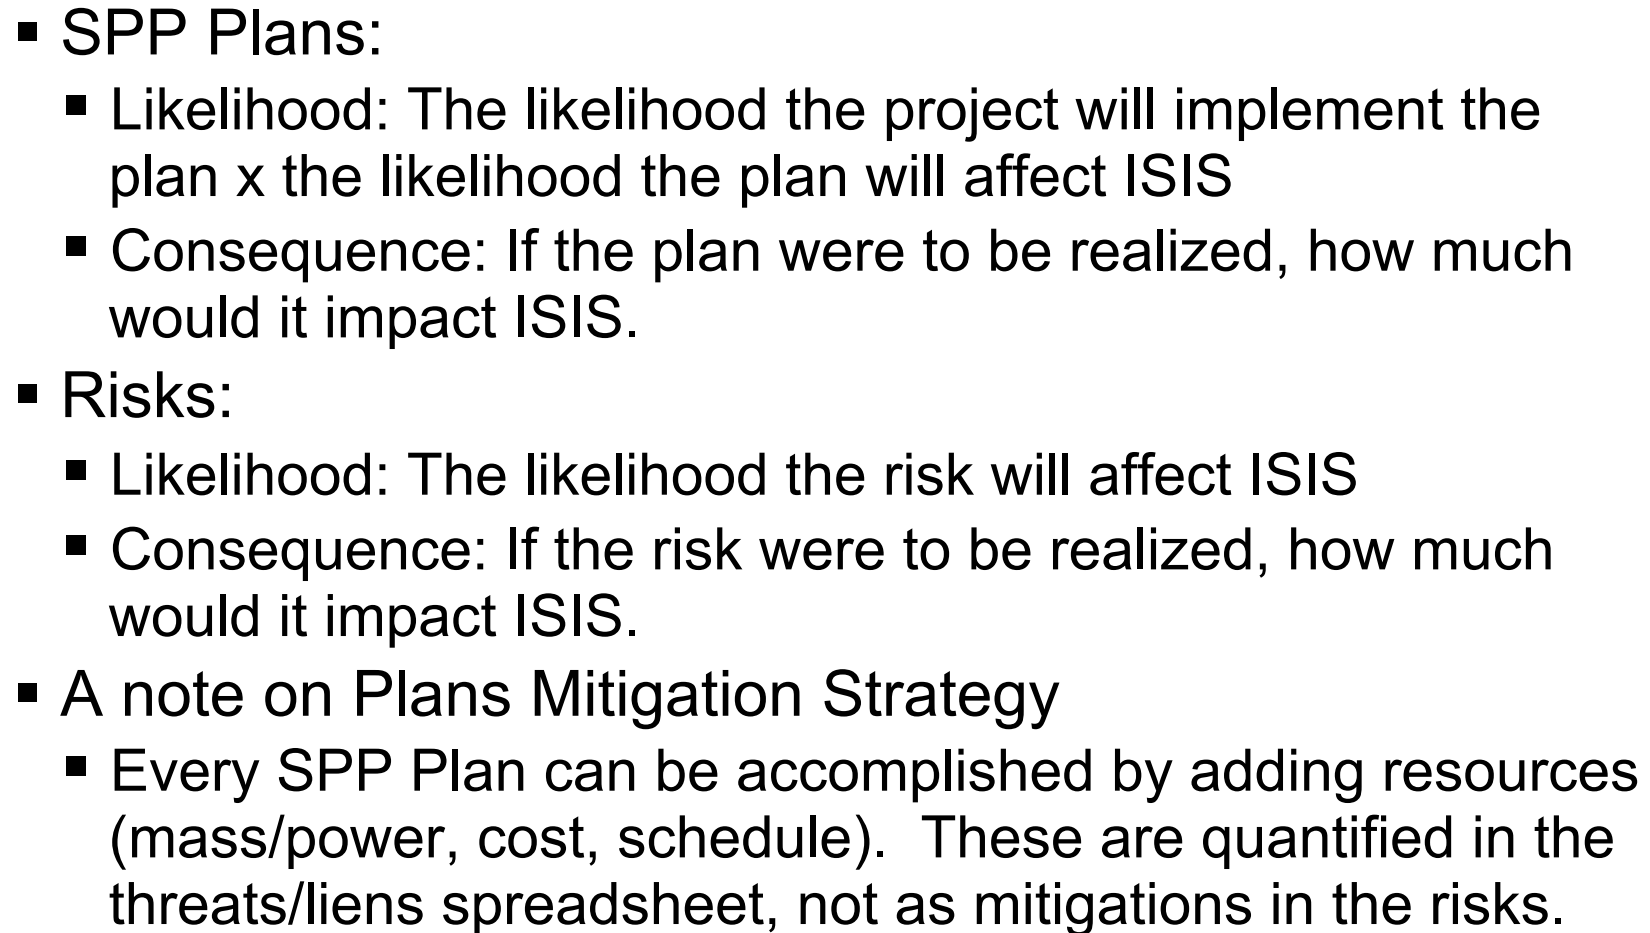 ▪ SPP Plans:
▪ Likelihood: The likelihood the project will implement the
plan x the likelihood the plan will affect ISIS
▪ Consequence: If the plan were to be realized, how much
would it impact ISIS.
▪ Risks:
▪ Likelihood: The likelihood the risk will affect ISIS
▪ Consequence: If the risk were to be realized, how much
would it impact ISIS.
▪ A note on Plans Mitigation Strategy
▪ Every SPP Plan can be accomplished by adding resources
(mass/power, cost, schedule).  These are quantified in the
threats/liens spreadsheet, not as mitigations in the risks.